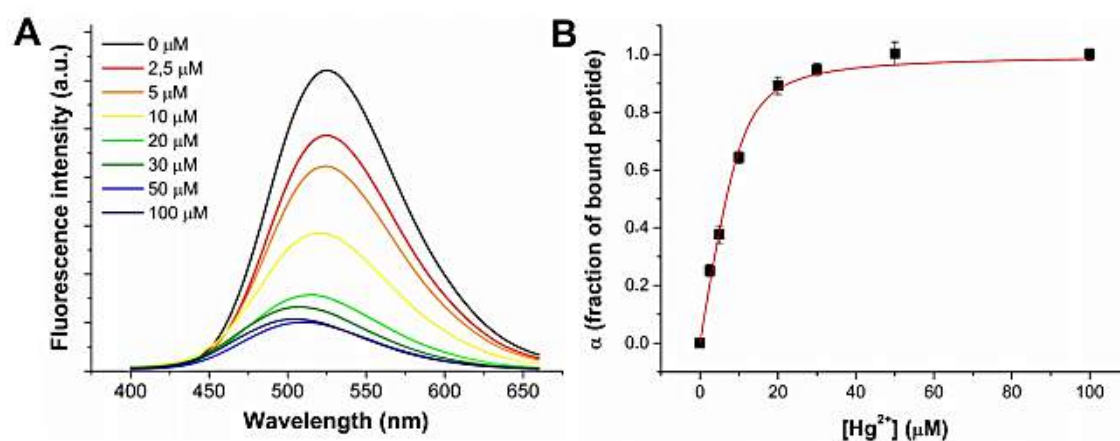 A
Fluorescence intensity (a.u.)
0 μM
2,5 μM
5 μM
10 μM
20 μM
30 μM
50 μM
100 μM
400 450 500 550 600 650
Wavelength (nm)
B
α (fraction of bound peptide)
1.0
0.8
0.6
0.4
0.2
0.0
0 20 40 60 80 100
[Hg²⁺] (μM)